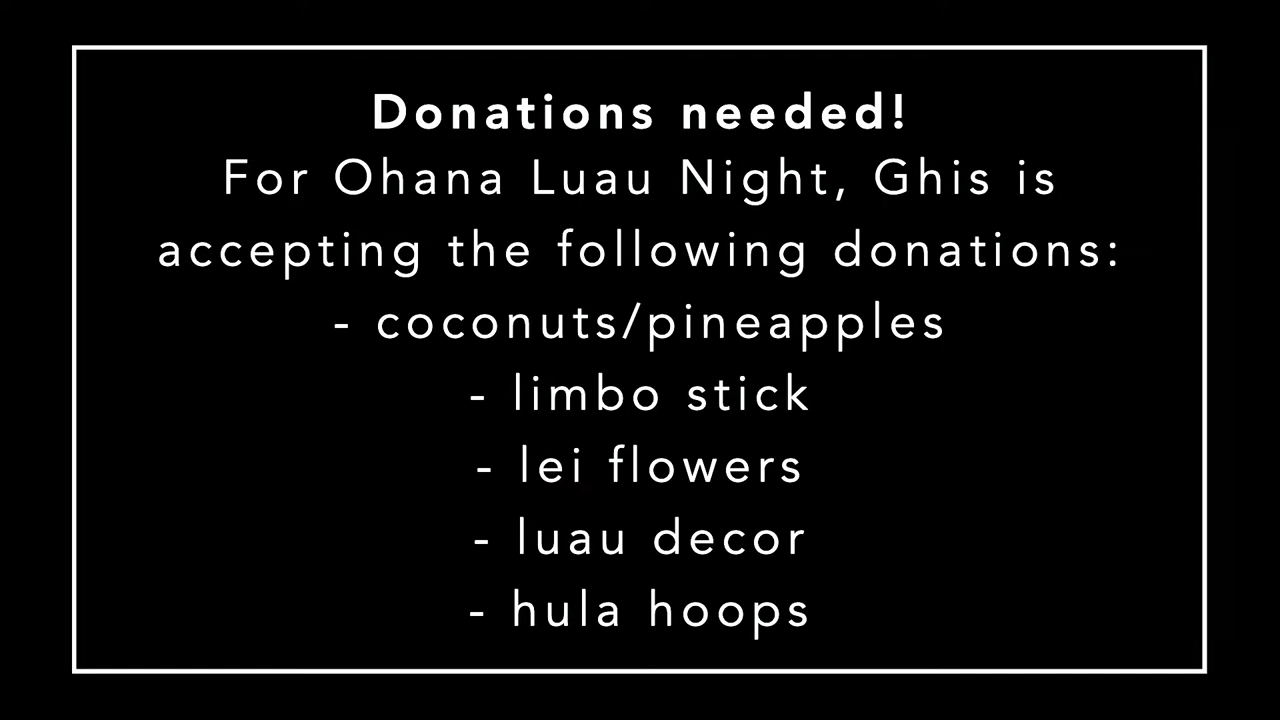 Donations needed!
For Ohana Luau Night, Ghis is
accepting the following donations:
- coconuts/pineapples
- limbo stick
- lei flowers
- luau decor
- hula hoops